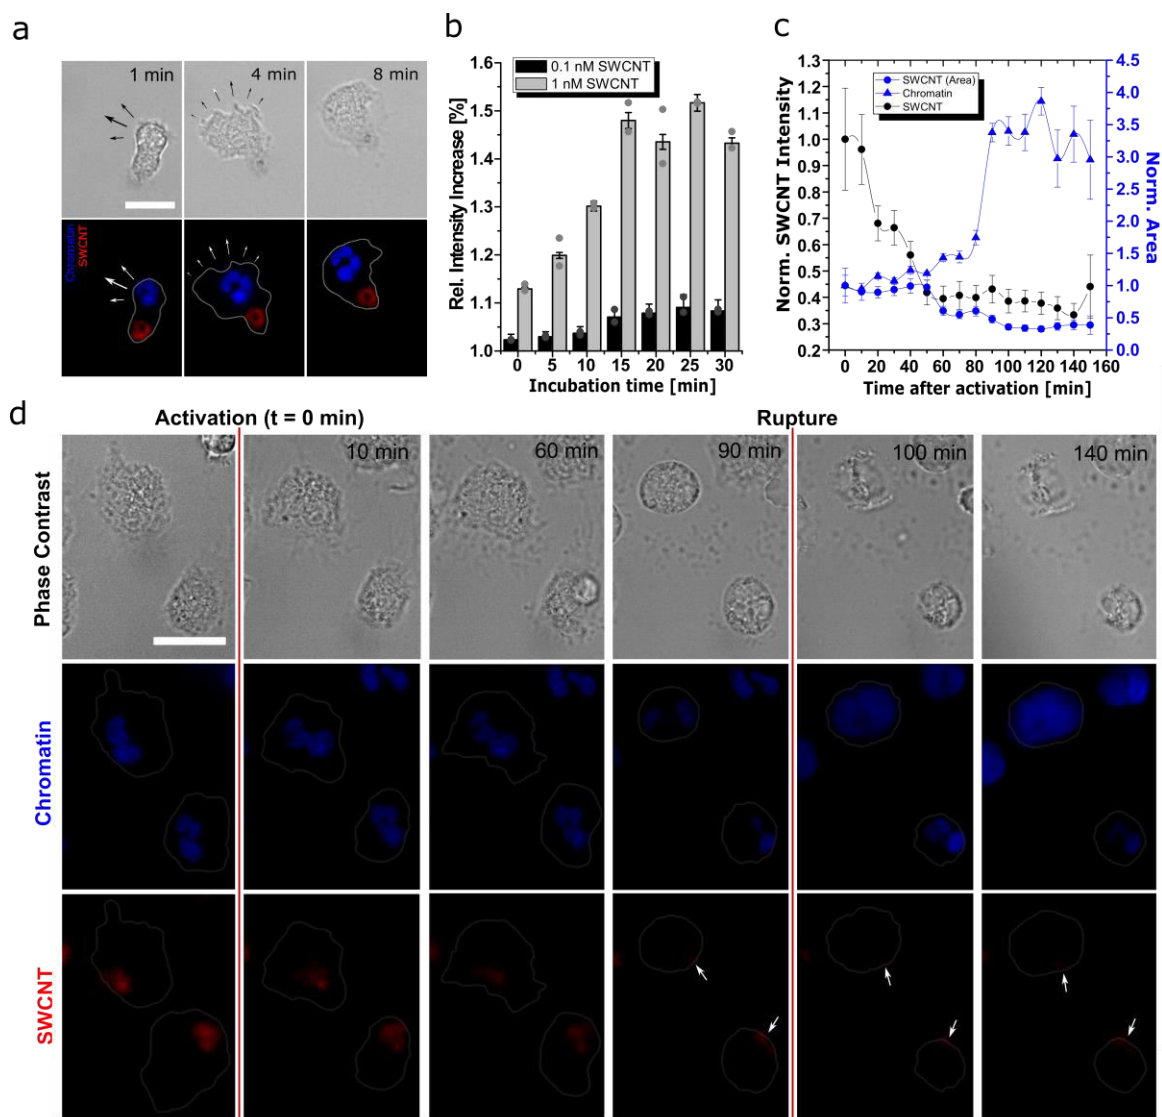 a
1 min
4 min
8 min
Chromatin
SWCNT
b
Rel. Intensity Increase [%]
1.6
1.5
1.4
1.3
1.2
1.1
1.0
0.1 nM SWCNT
1 nM SWCNT
0 5 10 15 20 25 30
Incubation time [min]
c
Norm. SWCNT Intensity
1.3
1.2
1.1
1.0
0.9
0.8
0.7
0.6
0.5
0.4
0.3
0.2
SWCNT (Area)
Chromatin
SWCNT
4.5
4.0
3.5
3.0
2.5
2.0
1.5
1.0
0.5
0.0
Norm. Area
0 20 40 60 80 100 120 140 160
Time after activation [min]
d
Activation (t = 0 min)
Rupture
Phase Contrast
10 min
60 min
90 min
100 min
140 min
Chromatin
SWCNT